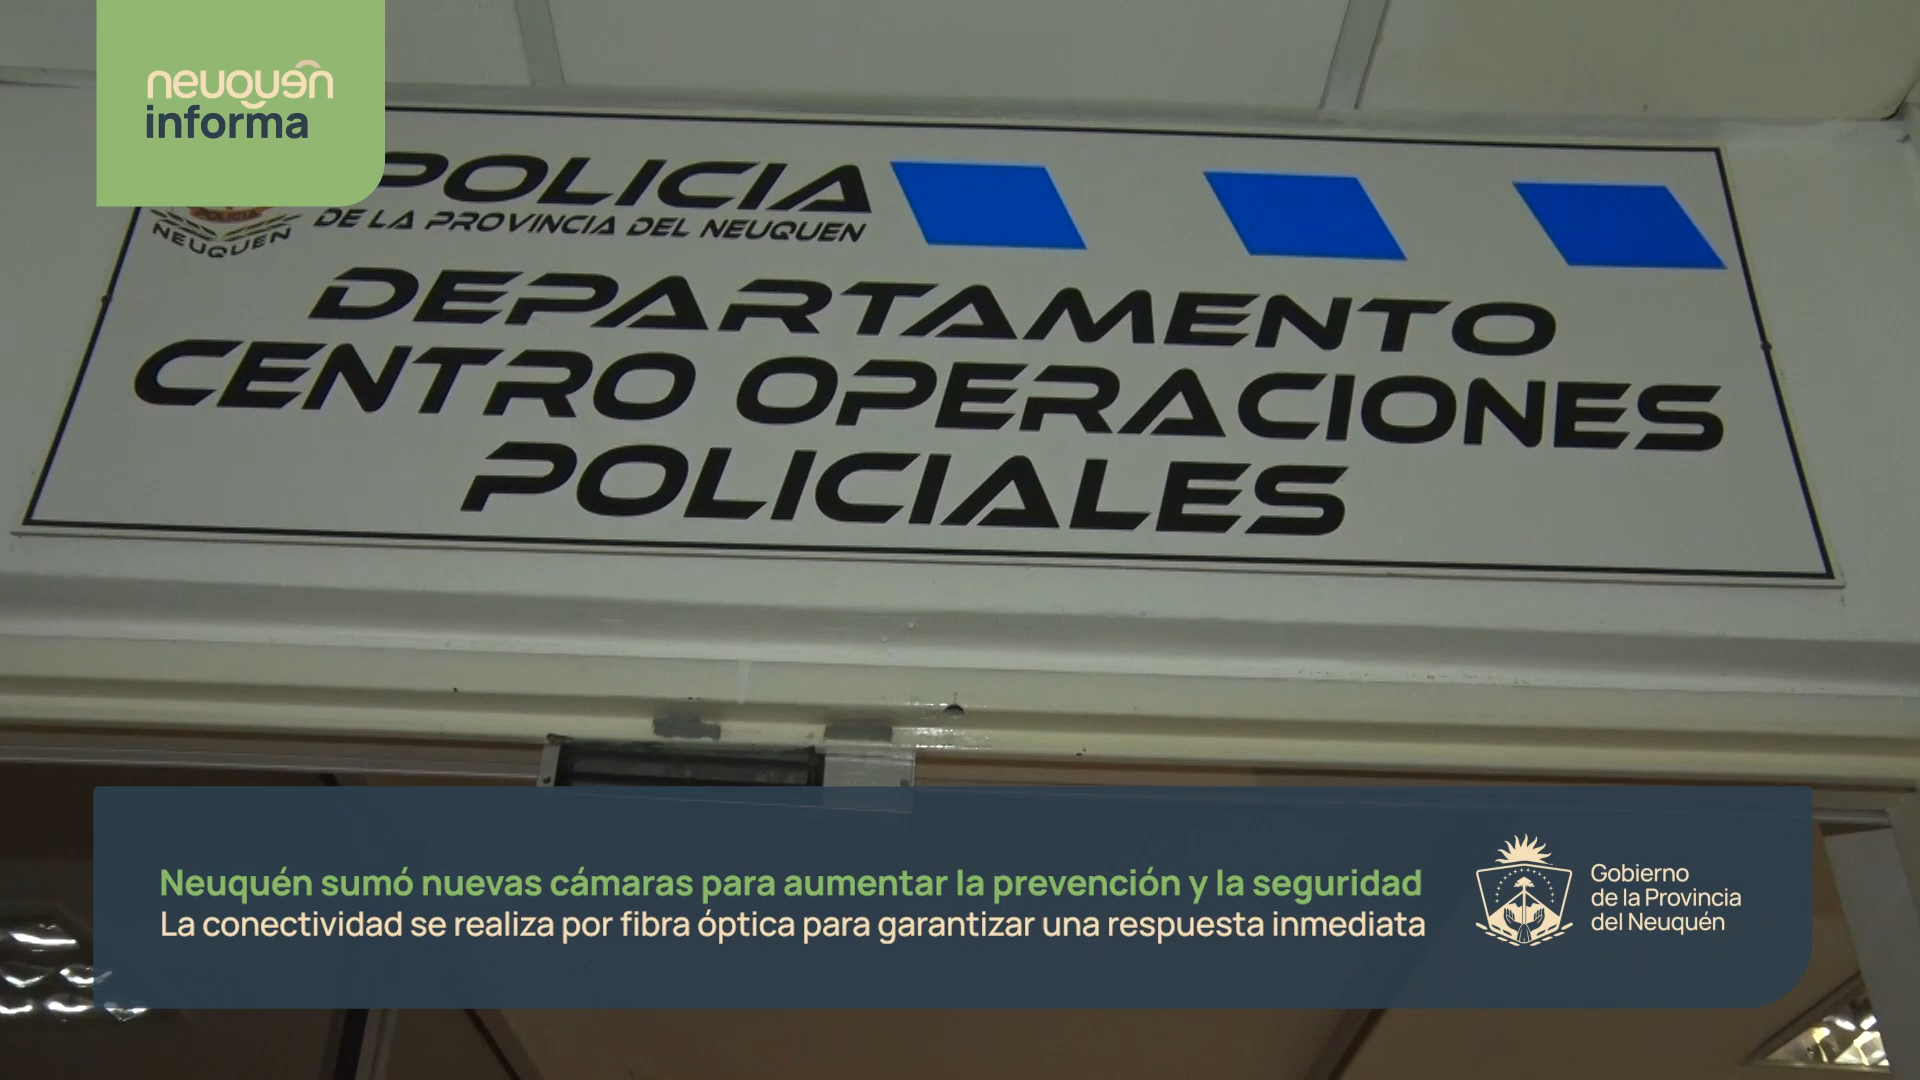 neuquén
informa
POLICIA
DE LA PROVINCIA DEL NEUQUEN
POLICIA
NEUQUEN
DEPARTAMENTO
CENTRO OPERACIONES
POLICIALES
Neuquén sumó nuevas cámaras para aumentar la prevención y la seguridad
La conectividad se realiza por fibra óptica para garantizar una respuesta inmediata
Gobierno
de la Provincia
del Neuquén